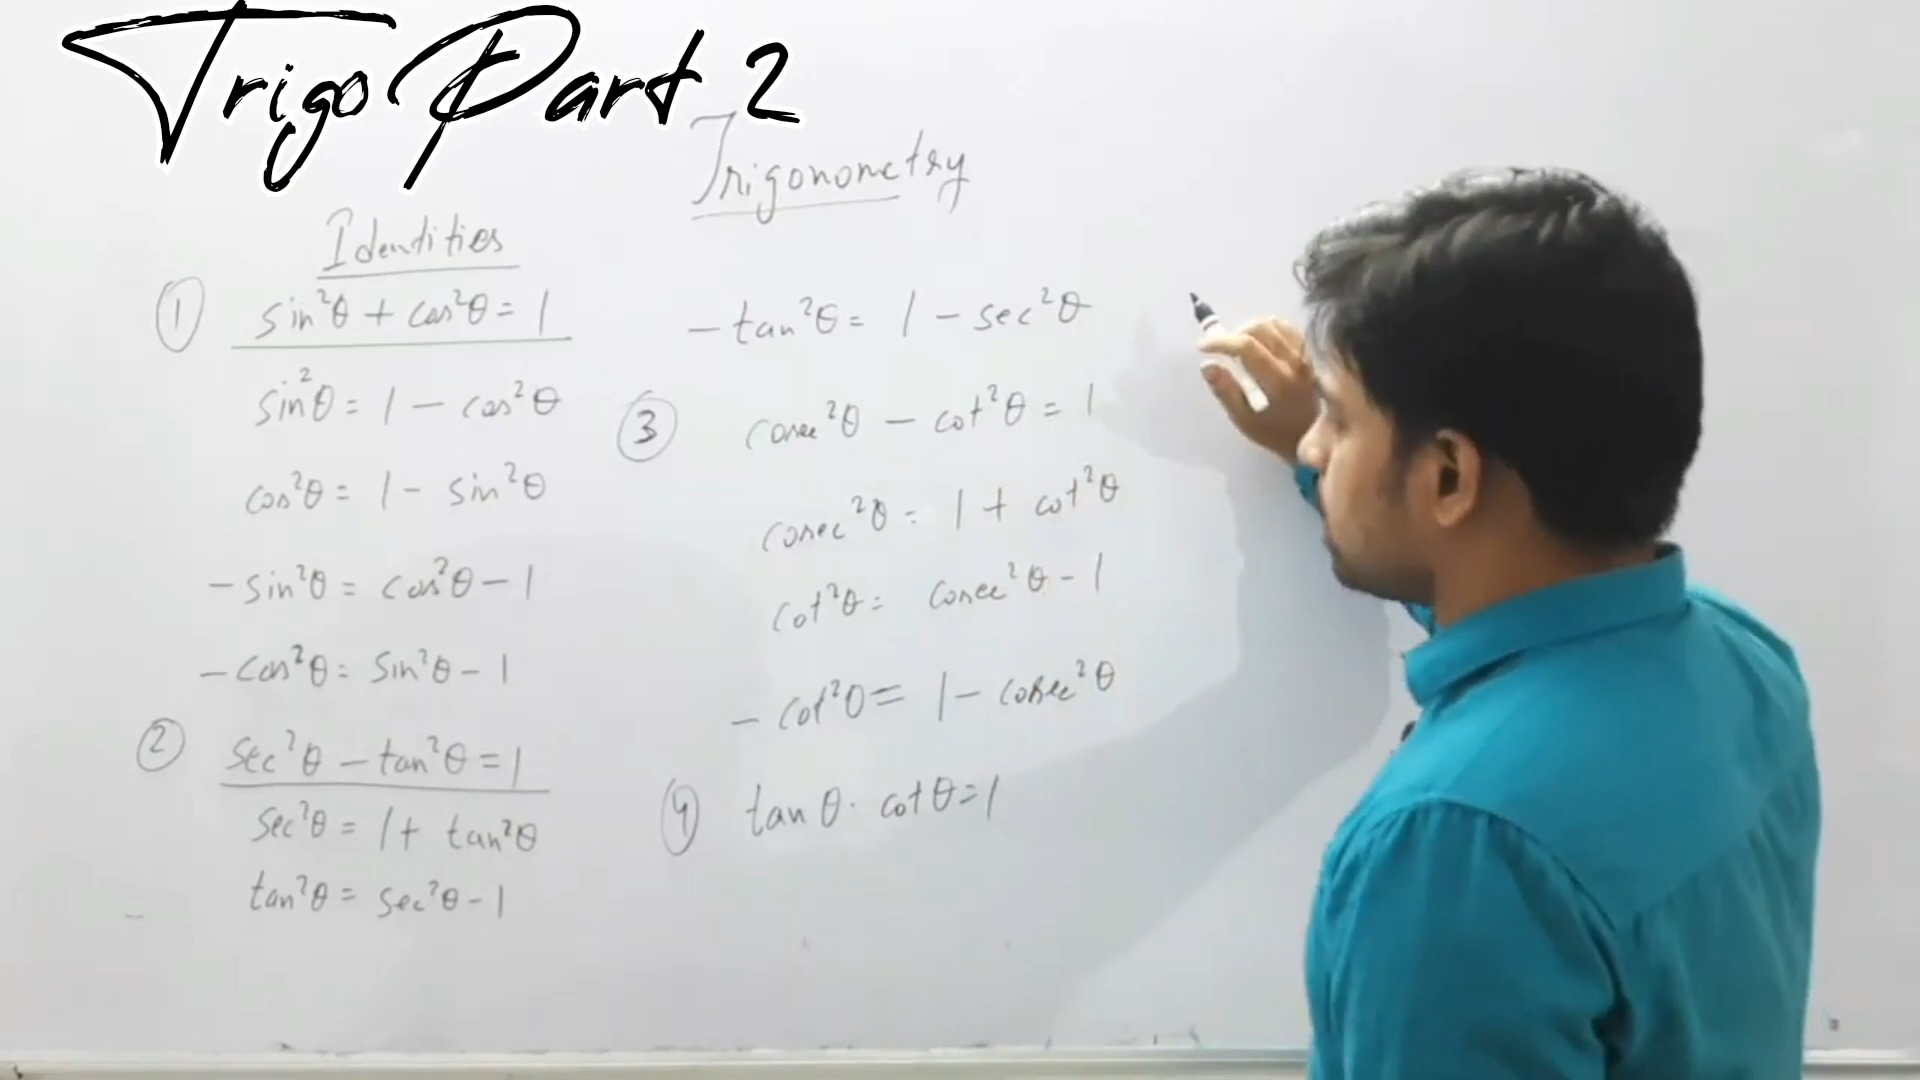 Trigo Part 2
Trigonometry
Identities
① sin²θ + cos²θ = 1
sin²θ = 1 - cos²θ
cos²θ = 1 - sin²θ
- sin²θ = cos²θ - 1
- cos²θ = sin²θ - 1
② sec²θ - tan²θ = 1
sec²θ = 1 + tan²θ
tan²θ = sec²θ - 1
- tan²θ = 1 - sec²θ
③ cosec²θ - cot²θ = 1
cosec²θ = 1 + cot²θ
cot²θ = cosec²θ - 1
- cot²θ = 1 - cosec²θ
④ tan θ · cot θ = 1